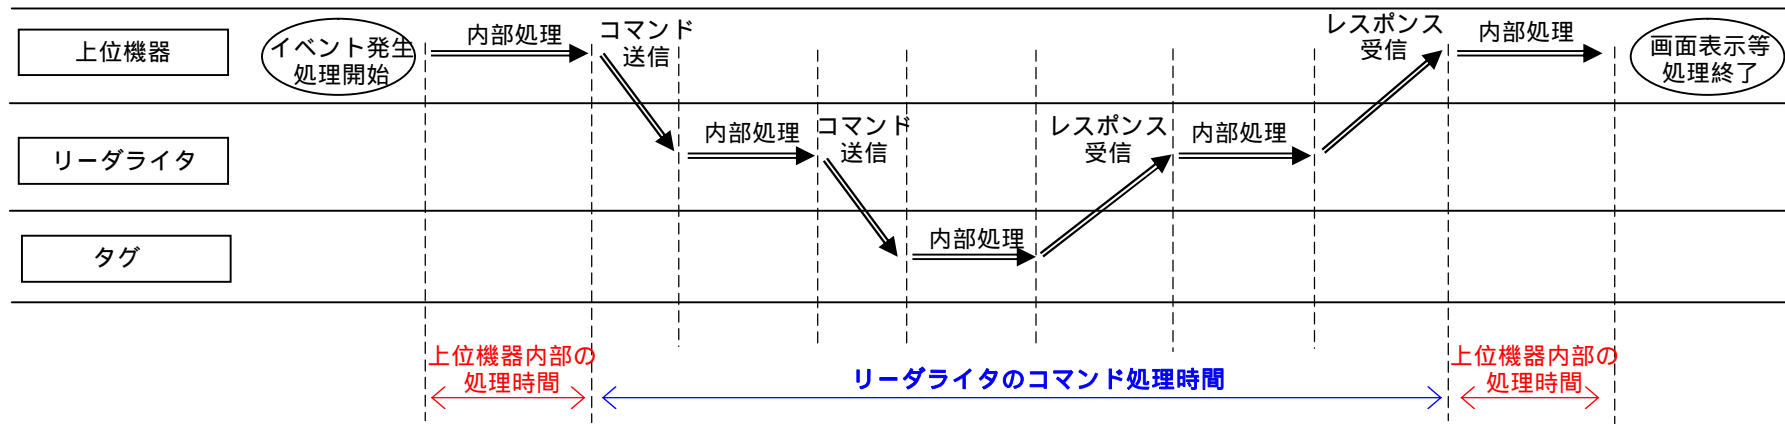 上位機器
イベント発生
処理開始
内部処理
コマンド
送信
レスポンス
受信
内部処理
画面表示等
処理終了
リーダライタ
内部処理
コマンド
送信
レスポンス
受信
内部処理
タグ
内部処理
上位機器内部の
処理時間
リーダライタのコマンド処理時間
上位機器内部の
処理時間